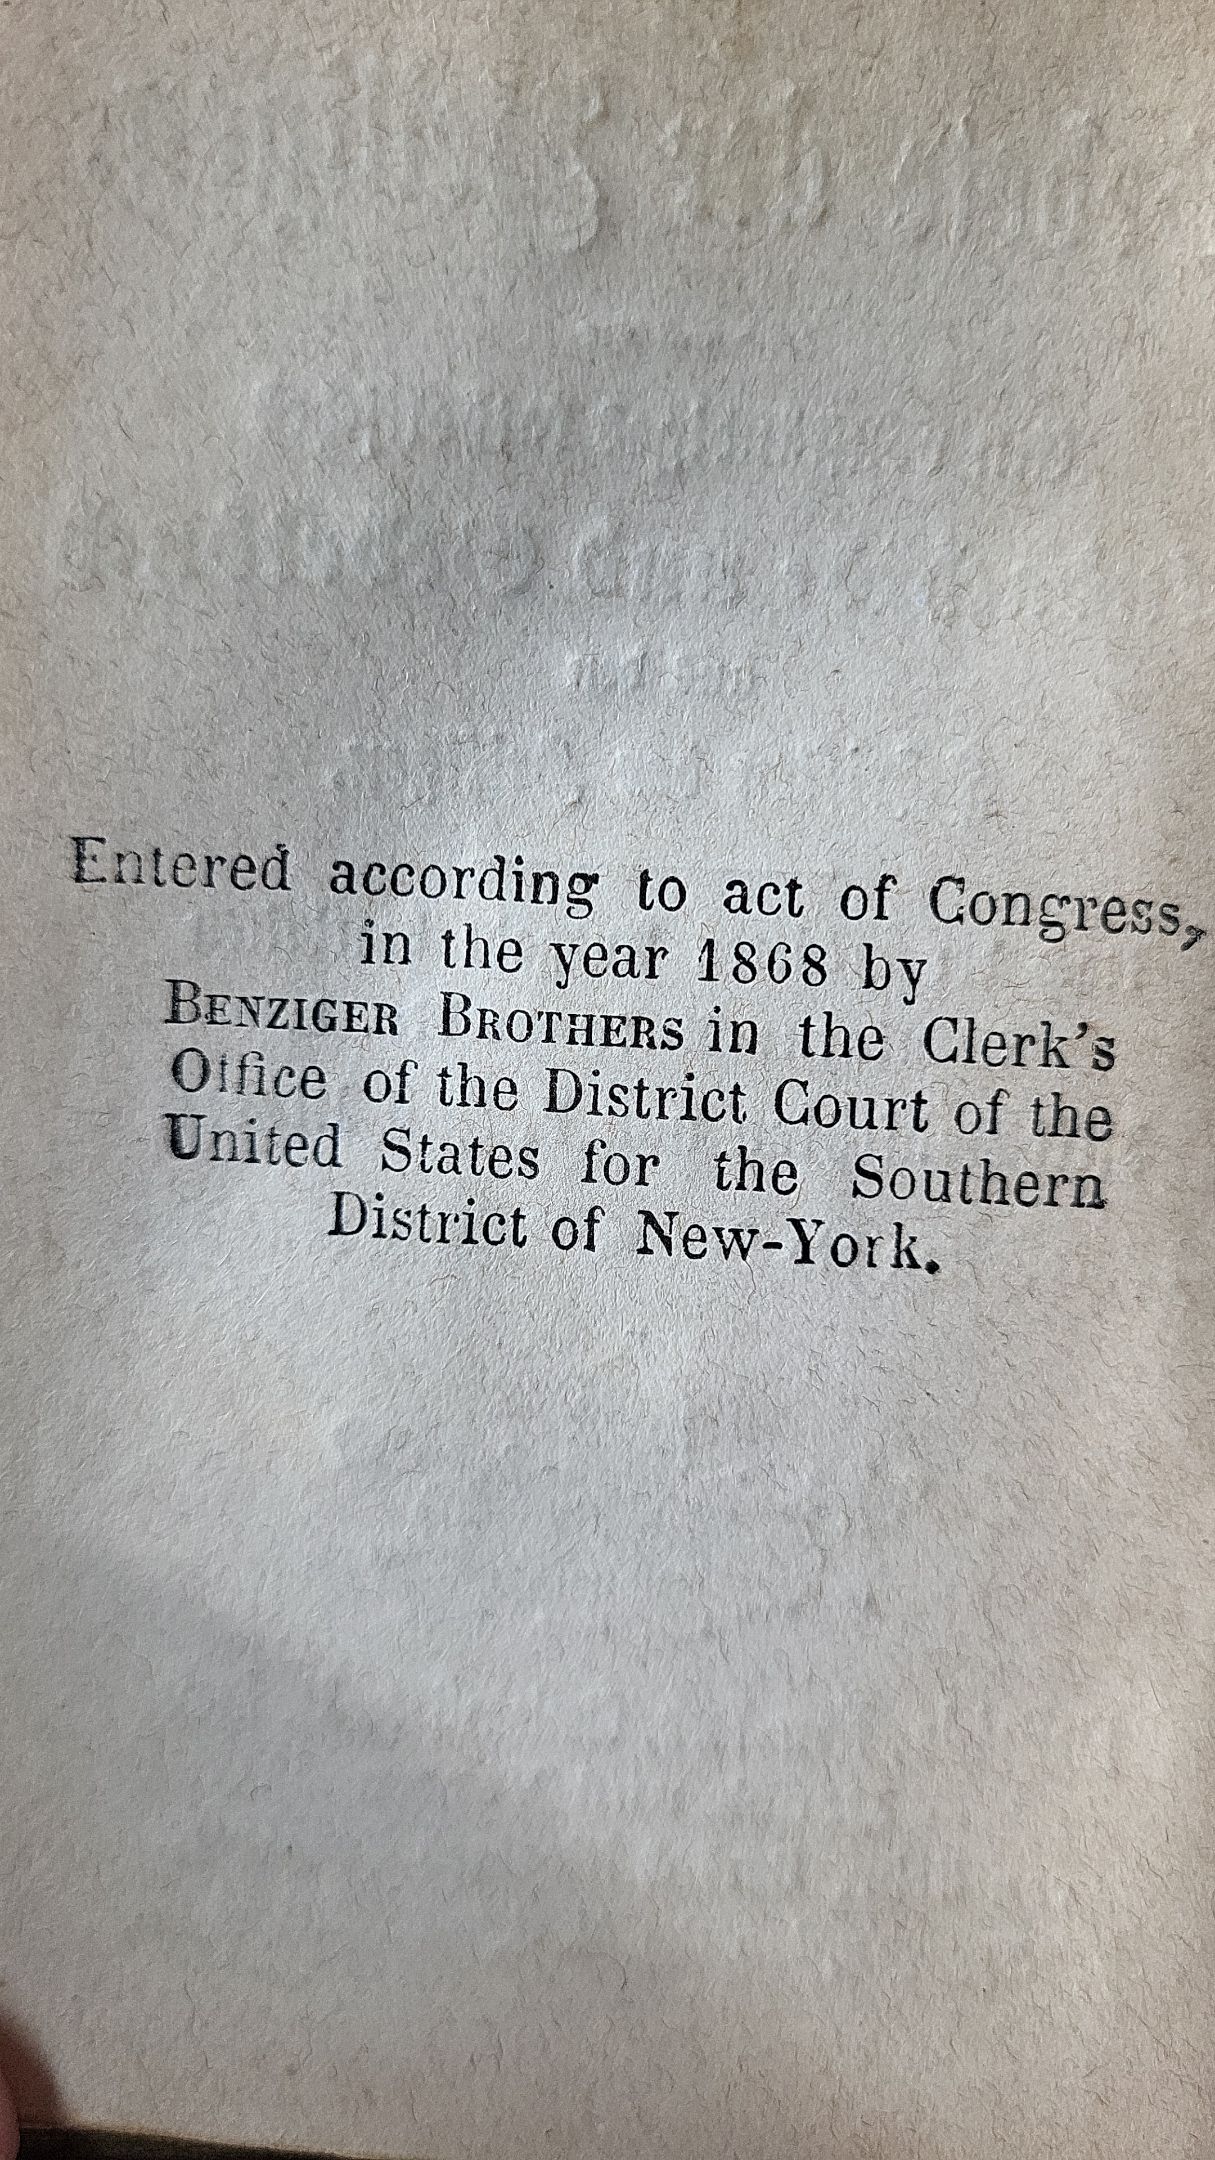 Entered according to act of Congress,
in the year 1868 by
BENZIGER BROTHERS in the Clerk's
Office of the District Court of the
United States for the Southern
District of New-York.